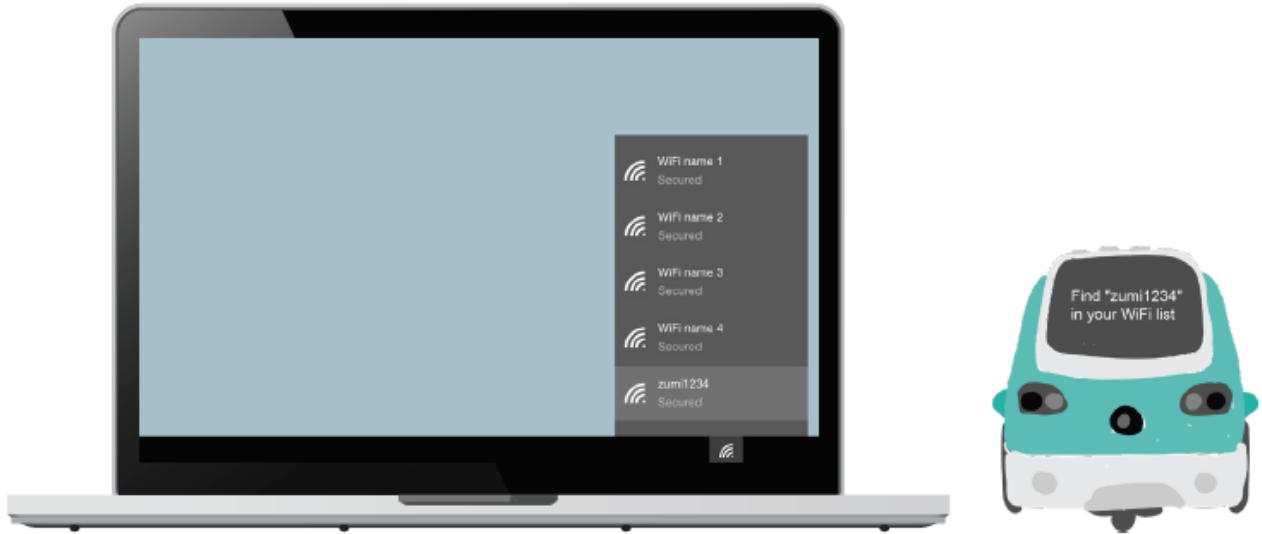 WiFi name 1
Secured
WiFi name 2
Secured
WiFi name 3
Secured
WiFi name 4
Secured
zumi1234
Secured
Find "zumi1234"
in your WiFi list